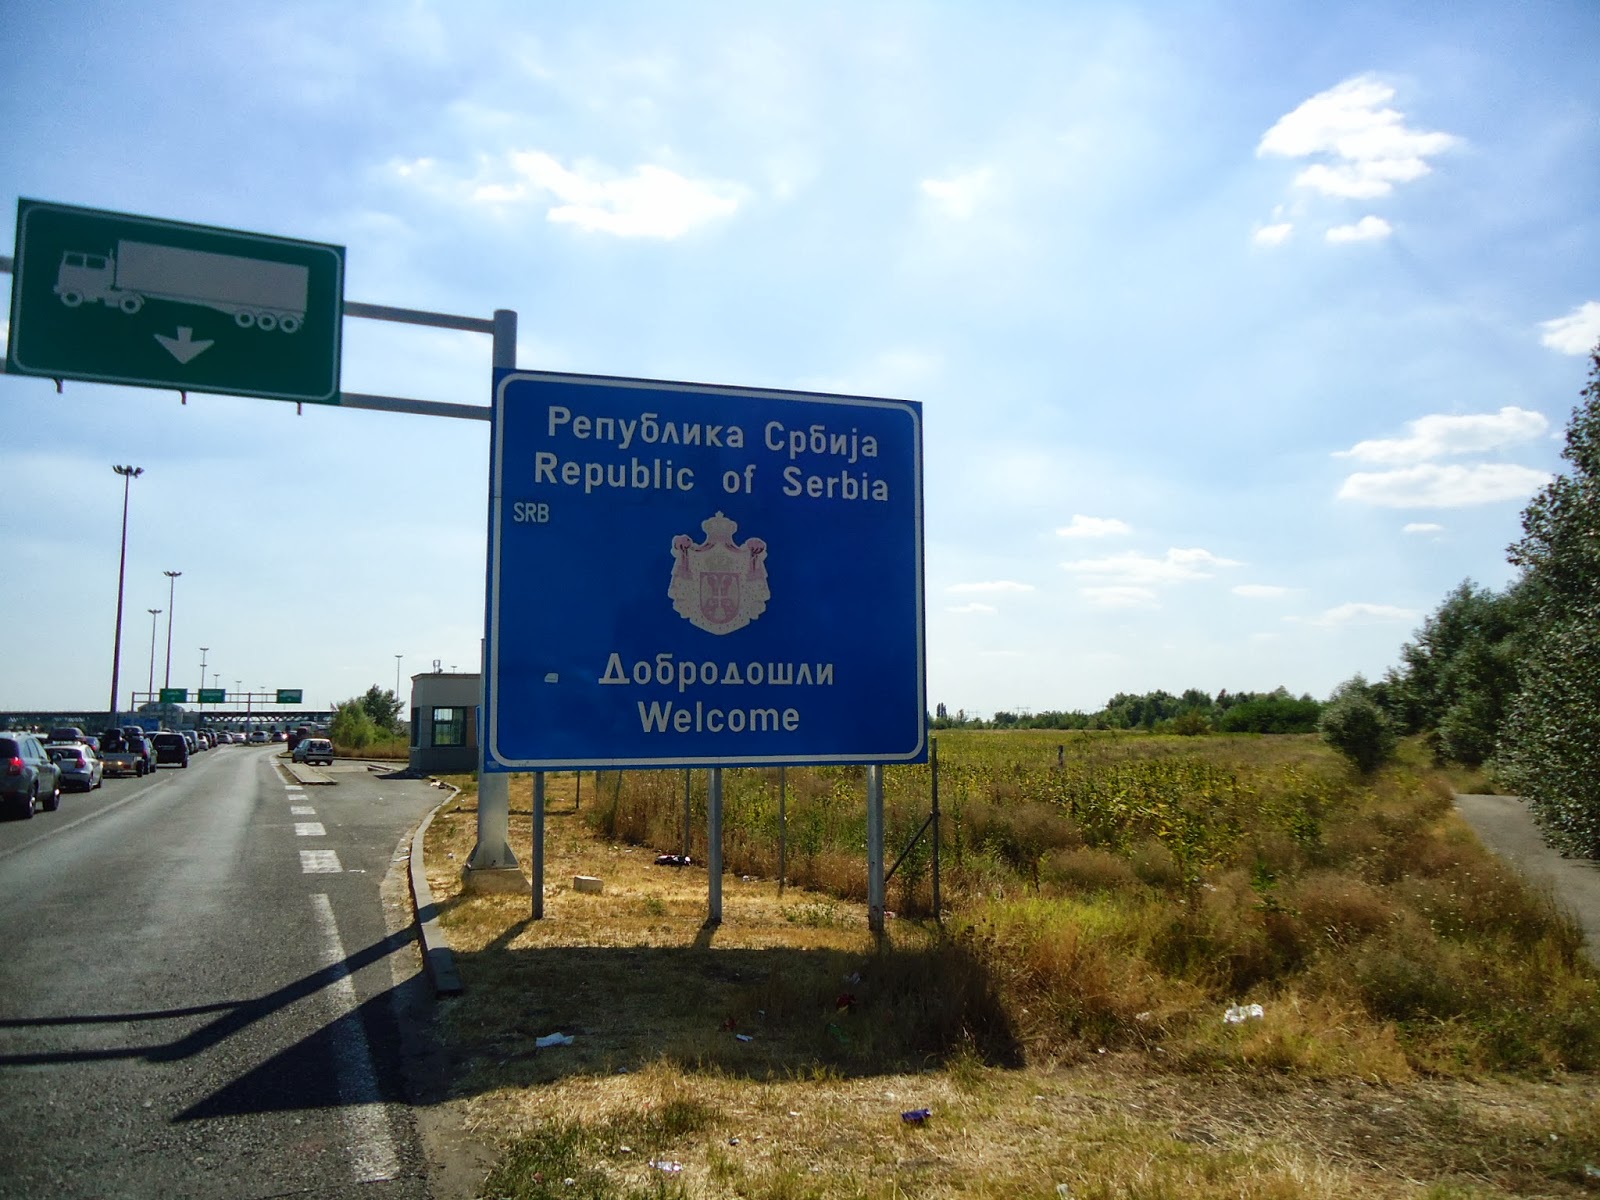 Република Србија
Republic of Serbia
SRB
Добродошли
Welcome